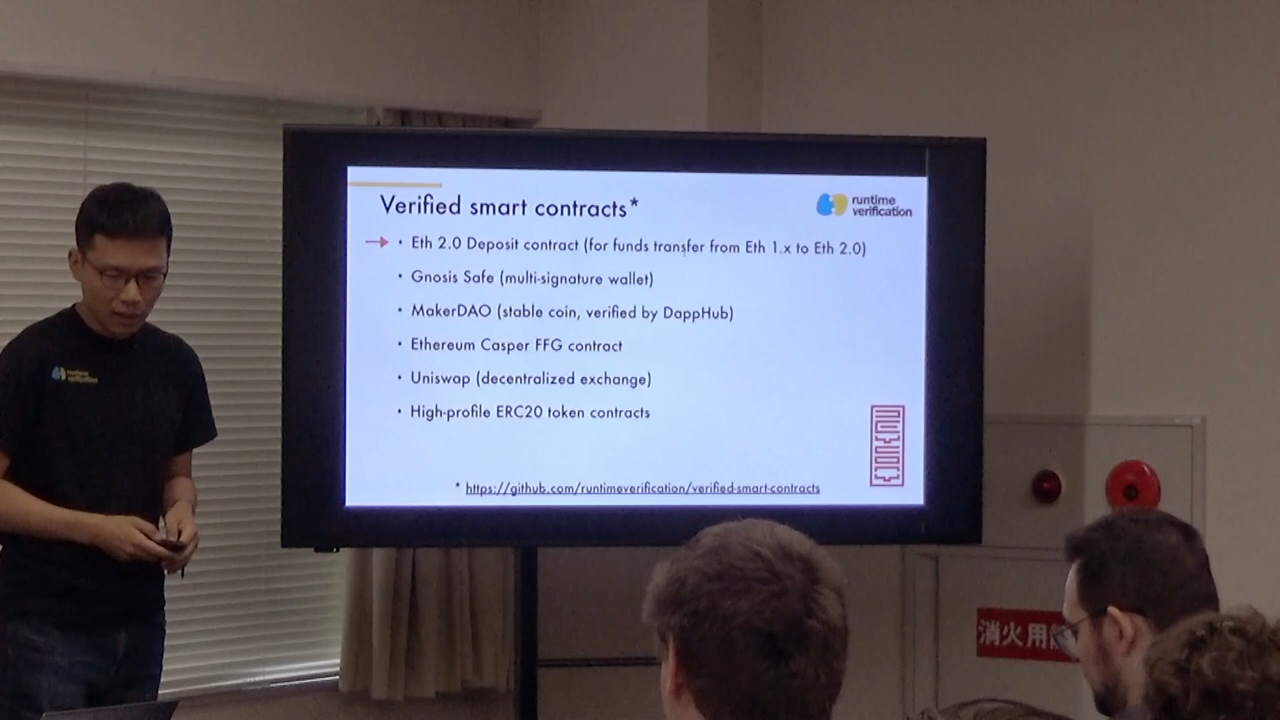 Verified smart contracts*
runtime
verification
• Eth 2.0 Deposit contract (for funds transfer from Eth 1.x to Eth 2.0)
• Gnosis Safe (multi-signature wallet)
• MakerDAO (stable coin, verified by DappHub)
• Ethereum Casper FFG contract
• Uniswap (decentralized exchange)
• High-profile ERC20 token contracts
* https://github.com/runtimeverification/verified-smart-contracts
runtime
verification
消火用